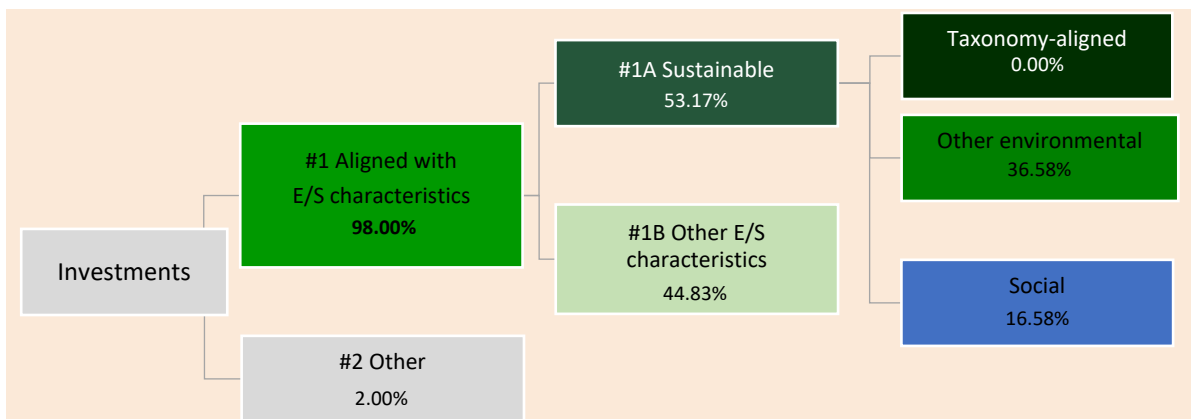 Investments
#1 Aligned with
E/S characteristics
98.00%
#2 Other
2.00%
#1A Sustainable
53.17%
#1B Other E/S
characteristics
44.83%
Taxonomy-aligned
0.00%
Other environmental
36.58%
Social
16.58%